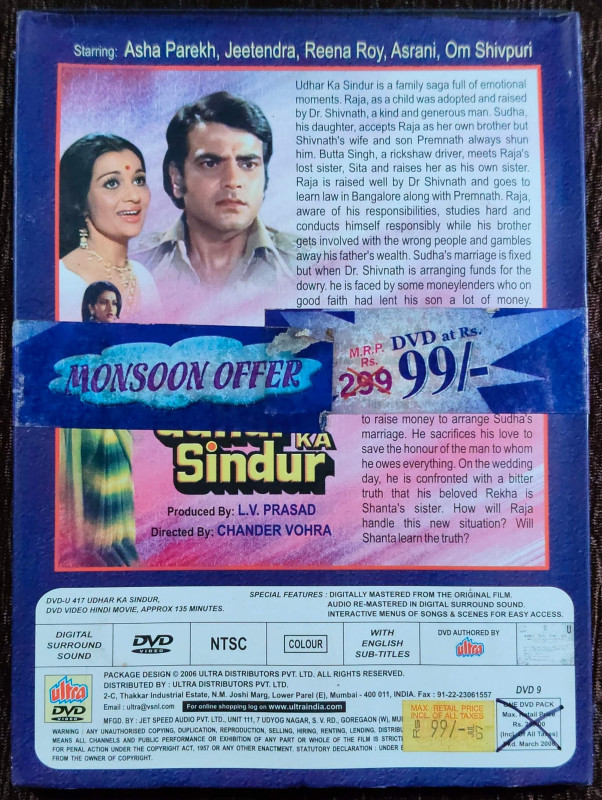 Starring: Asha Parekh, Jeetendra, Reena Roy, Asrani, Om Shivpuri
Udhar Ka Sindur is a family saga full of emotional
moments. Raja, as a child was adopted and raised
by Dr. Shivnath, a kind and generous man. Sudha,
his daughter, accepts Raja as her own brother but
Shivnath's wife and son Premnath always shun
him. Butta Singh, a rickshaw driver, meets Raja's
lost sister, Sita and raises her as his own sister.
Raja is raised well by Dr Shivnath and goes to
learn law in Bangalore along with Premnath. Raja,
aware of his responsibilities, studies hard and
conducts himself responsibly while his brother
gets involved with the wrong people and gambles
away his father's wealth. Sudha's marriage is fixed
but when Dr. Shivnath is arranging funds for the
dowry. he is faced by some moneylenders who on
good faith had lent his son a lot of money.
MONSOON OFFER
M.R.P.
Rs.
299
DVD at Rs.
99/-
to raise money to arrange Sudha's
marriage. He sacrifices his love to
save the honour of the man to whom
he owes everything. On the wedding
day, he is confronted with a bitter
truth that his beloved Rekha is
Shanta's sister. How will Raja
handle this new situation? Will
Shanta learn the truth?
KA
Sindur
Produced By: L.V. PRASAD
Directed By: CHANDER VOHRA
DVD-U 417 UDHAR KA SINDUR,
DVD VIDEO HINDI MOVIE, APPROX 135 MINUTES.
SPECIAL FEATURES : DIGITALLY MASTERED FROM THE ORIGINAL FILM.
AUDIO RE-MASTERED IN DIGITAL SURROUND SOUND.
INTERACTIVE MENUS OF SONGS & SCENES FOR EASY ACCESS.
DIGITAL
SURROUND
SOUND
DVD
VIDEO
NTSC
COLOUR
WITH
ENGLISH
SUB-TITLES
DVD AUTHORED BY
ultra
U
ultra
DVD
VIDEO
PACKAGE DESIGN © 2006 ULTRA DISTRIBUTORS PVT. LTD. ALL RIGHTS RESERVED.
DISTRIBUTED BY : ULTRA DISTRIBUTORS PVT. LTD.
2-C, Thakkar Industrial Estate, N.M. Joshi Marg, Lower Parel (E), Mumbai - 400 011, INDIA. Fax : 91-22-23061557
Email : ultra@vsnl.com For online shopping log on www.ultraindia.com
MFGD. BY : JET SPEED AUDIO PVT. LTD., UNIT 111, 7 UDYOG NAGAR, S. V. RD., GOREGAON (W),
WARNING : ANY UNAUTHORISED COPYING, DUPLICATION, REPRODUCTION, SELLING, HIRING, RENTING, LENDING,
MEANS ALL CHANNELS AND PUBLIC PERFORMANCE OR EXHIBITION OF ANY PART OR WHOLE OF THE FILM IS
FOR PENAL ACTION UNDER THE COPYRIGHT ACT, 1957 OR ANY OTHER ENACTMENT. STATUTORY DECLARATION : UNDER
FROM THE OWNER OF COPYRIGHT.
DVD 9
MAX. RETAIL PRICE
INCL. OF ALL TAXES
RS 99/-
ONE DVD PACK
Max. Retail Price
Rs.
(Incl. Of All Taxes)
Pkd. March 2006